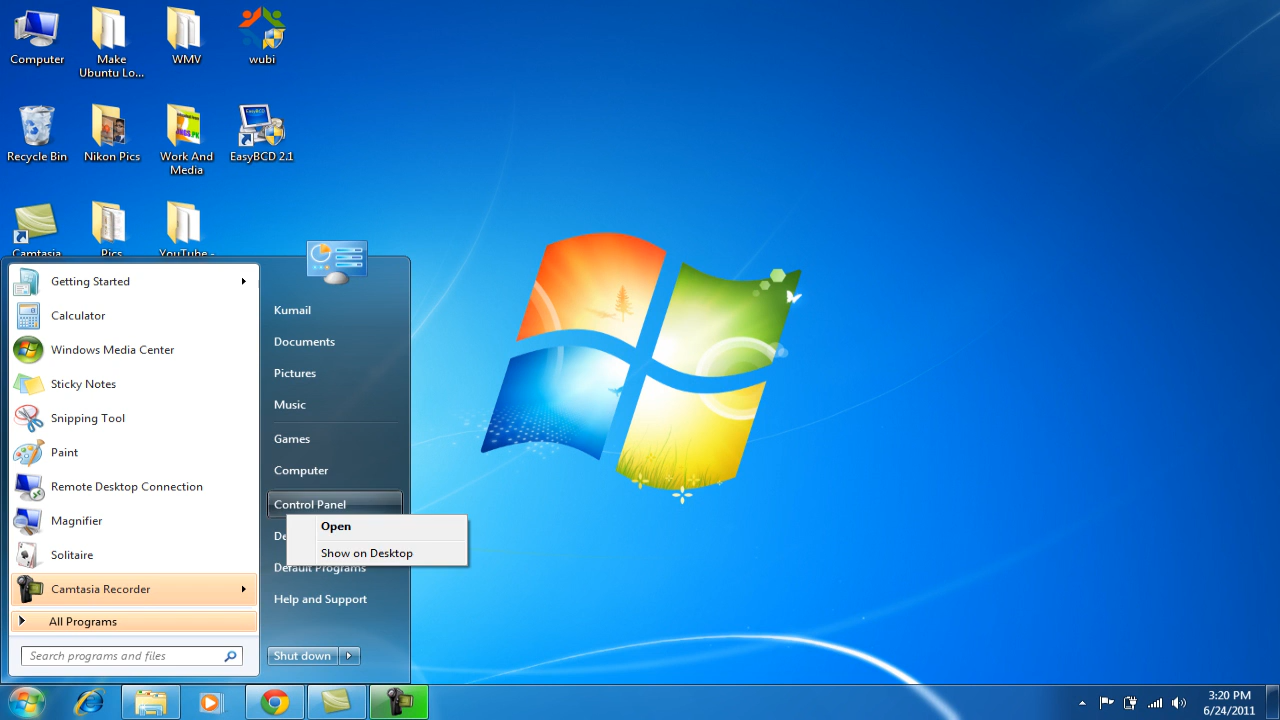 Computer
Make
Ubuntu Lo...
WMV
wubi
Recycle Bin
Nikon Pics
Work And
Media
EasyBCD 2.1
Camtasia
Pics
YouTube -
Getting Started
Calculator
Windows Media Center
Sticky Notes
Snipping Tool
Paint
Remote Desktop Connection
Magnifier
Solitaire
Camtasia Recorder
All Programs
Search programs and files
Kumail
Documents
Pictures
Music
Games
Computer
Control Panel
Open
Show on Desktop
De
Default Programs
Help and Support
Shut down
3:20 PM
6/24/2011